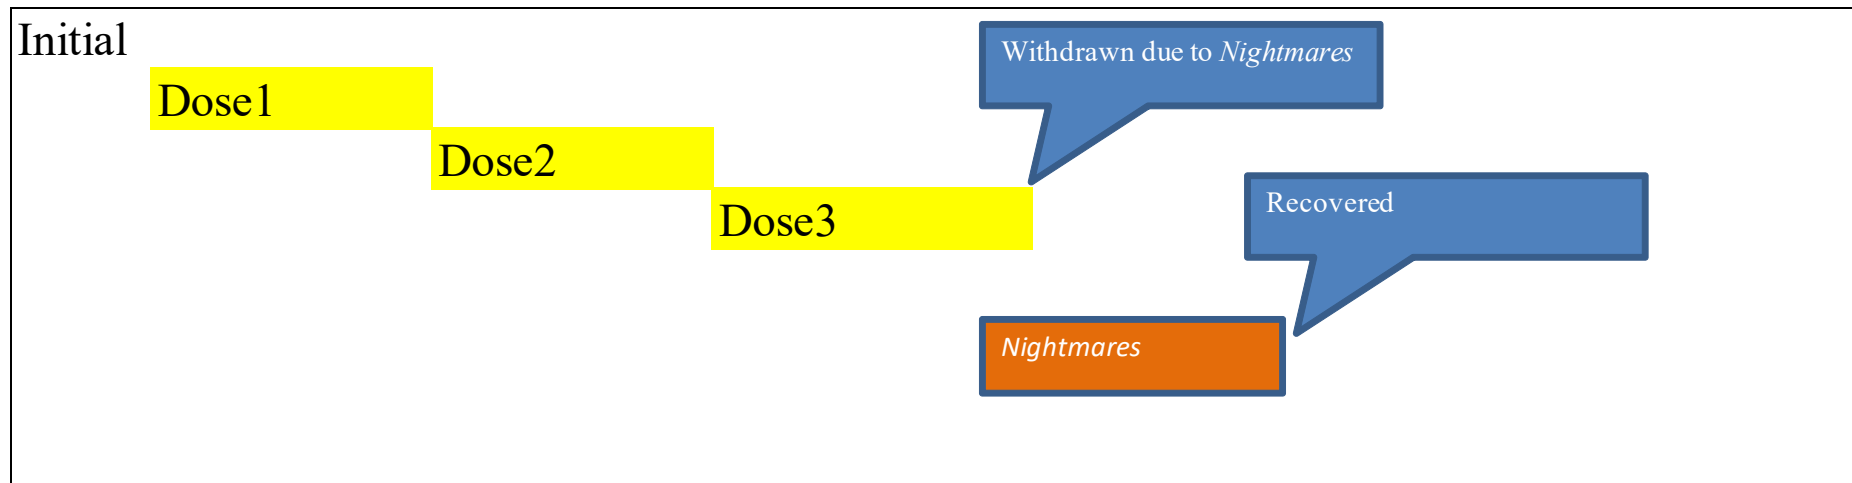 Initial
Withdrawn due to Nightmares
Dose1
Dose2
Dose3
Recovered
Nightmares